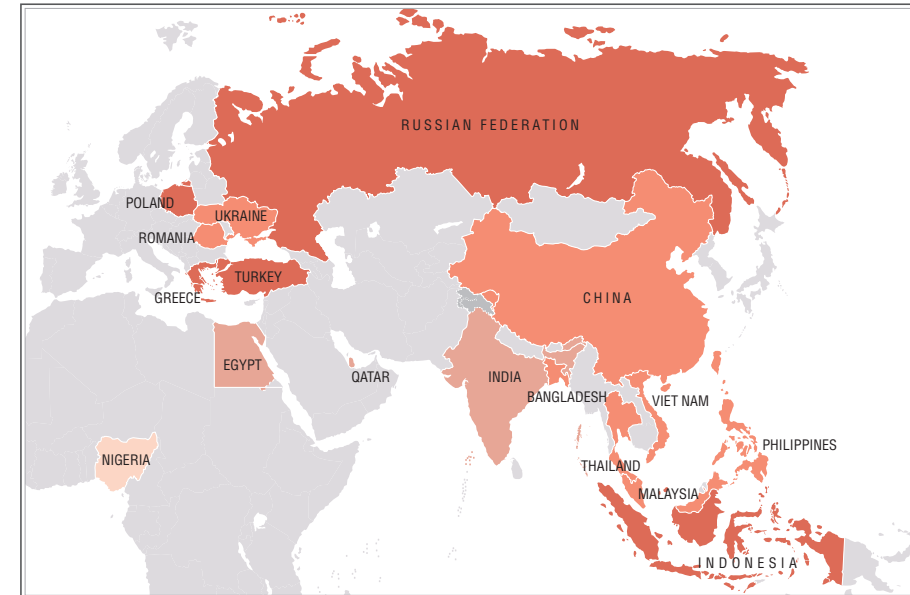 RUSSIAN FEDERATION
POLAND
UKRAINE
ROMANIA
TURKEY
GREECE
CHINA
EGYPT
QATAR
INDIA
BANGLADESH
VIET NAM
PHILIPPINES
NIGERIA
THAILAND
MALAYSIA
INDONESIA